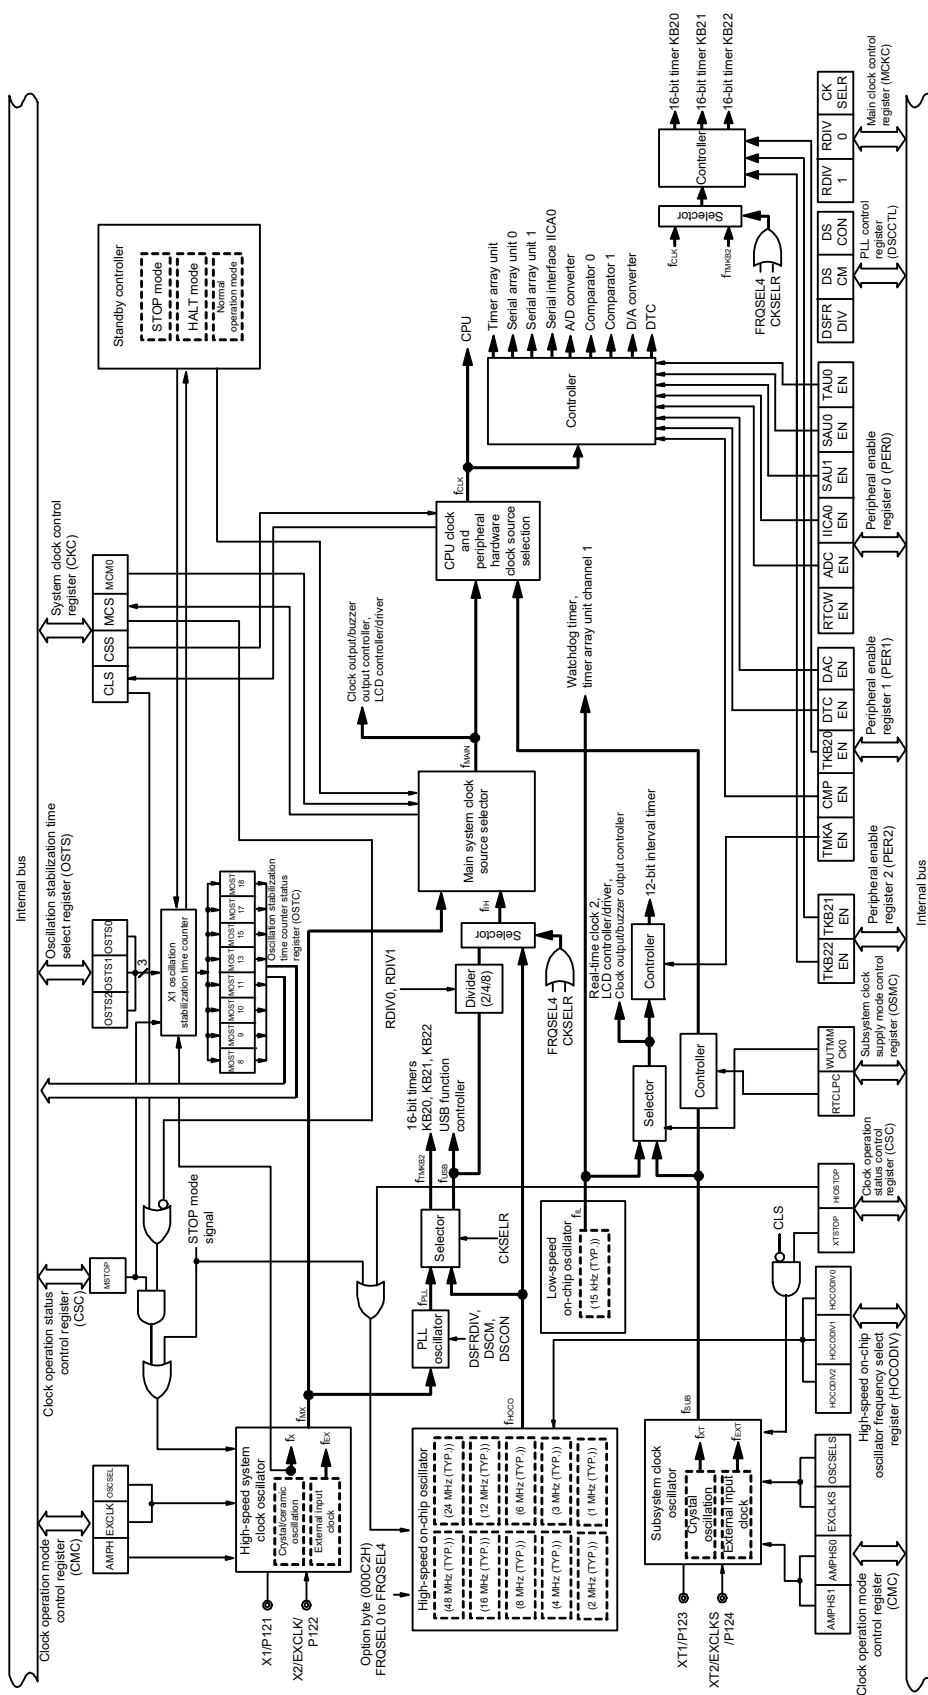 Internal bus
Clock operation mode
control register
(CMC)
AMPH
EXCLK
OSCSEL
Clock operation status
control register
(CSC)
MSTOP
Oscillation stabilization time
select register (OSTS)
OSTS2
OSTS1
OSTS0
3
System clock control
register (CKC)
CLS
CSS
MCS
MCM0
Standby controller
STOP mode
HALT mode
Normal
operation mode
X1 oscillation
stabilization time counter
MOST
8
MOST
9
MOST
10
MOST
11
MOST
13
MOST
15
MOST
17
MOST
18
Oscillation stabilization
time counter status
register (OSTC)
STOP mode
signal
High-speed system
clock oscillator
Crystal/ceramic
oscillation
fX
External input
clock
fEX
fMX
X1/P121
X2/EXCLK/
P122
Option byte (000C2H)
FRQSEL0 to FRQSEL4
PLL
oscillator
fPLL
DSFRDIV,
DSCM,
DSCON
Selector
CKSELR
fTMKB2
fUSB
16-bit timers
KB20, KB21, KB22
USB function
controller
RDIV0, RDIV1
Divider
(2/4/8)
Selector
fIH
FRQSEL4
CKSELR
Main system clock
source selector
fMAIN
Clock output/buzzer
output controller,
LCD controller/driver
CPU clock
and
peripheral
hardware
clock source
selection
fCLK
CPU
Controller
Timer array unit
Serial array unit 0
Serial array unit 1
Serial interface IICA0
A/D converter
Comparator 0
Comparator 1
D/A converter
DTC
fCLK
fTMKB2
Selector
FRQSEL4
CKSELR
Controller
16-bit timer KB20
16-bit timer KB21
16-bit timer KB22
High-speed on-chip oscillator
(48 MHz (TYP.))
(24 MHz (TYP.))
(16 MHz (TYP.))
(12 MHz (TYP.))
(8 MHz (TYP.))
(6 MHz (TYP.))
(4 MHz (TYP.))
(3 MHz (TYP.))
(2 MHz (TYP.))
(1 MHz (TYP.))
fHOCO
Low-speed
on-chip oscillator
(15 kHz (TYP.))
fIL
Watchdog timer,
timer array unit channel 1
Real-time clock 2,
LCD controller/driver,
Clock output/buzzer output controller
Selector
Controller
12-bit interval timer
Controller
Subsystem clock
oscillator
Crystal
oscillation
fXT
External input
clock
fEXT
fSUB
XT1/P123
XT2/EXCLKS
/P124
CLS
AMPHS1
AMPHS0
EXCLKS
OSCSELS
Clock operation mode
control register
(CMC)
HOCODIV2
HOCODIV1
HOCODIV0
High-speed on-chip
oscillator frequency select
register (HOCODIV)
XTSTOP
HIOSTOP
Clock operation
status control
register (CSC)
RTCLPC
WUTMM
CK0
Subsystem clock
supply mode control
register (OSMC)
TKB22
EN
TKB21
EN
Peripheral enable
register 2 (PER2)
TMKA
EN
CMP
EN
TKB20
EN
DTC
EN
DAC
EN
Peripheral enable
register 1 (PER1)
RTCW
EN
ADC
EN
IICA0
EN
SAU1
EN
SAU0
EN
TAU0
EN
Peripheral enable
register 0 (PER0)
DSFR
DIV
DS
CM
DS
CON
PLL control
register
(DSCCTL)
RDIV
1
RDIV
0
CK
SELR
Main clock control
register (MCKC)
Internal bus